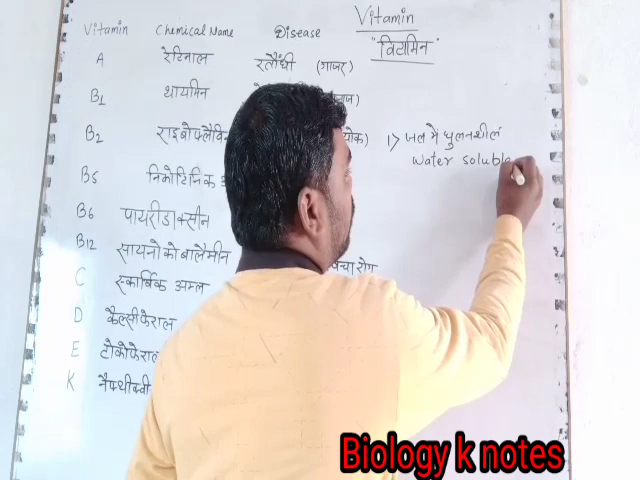 Vitamin
"विटामिन"
Vitamin Chemical Name Disease
A रेटिनाल रतौंधी (गाजर)
B1 थायमिन
B2 राइबोफ्लेविन
B5 निकोटिनिक
B6 पायरीडाक्सीन
B12 सायनोकोबालैमीन
C स्कार्बिक अम्ल
D कैल्सीफेराल
E टोकोफेराल
K
1> जल में घुलनशील
Water soluble
Biology k notes